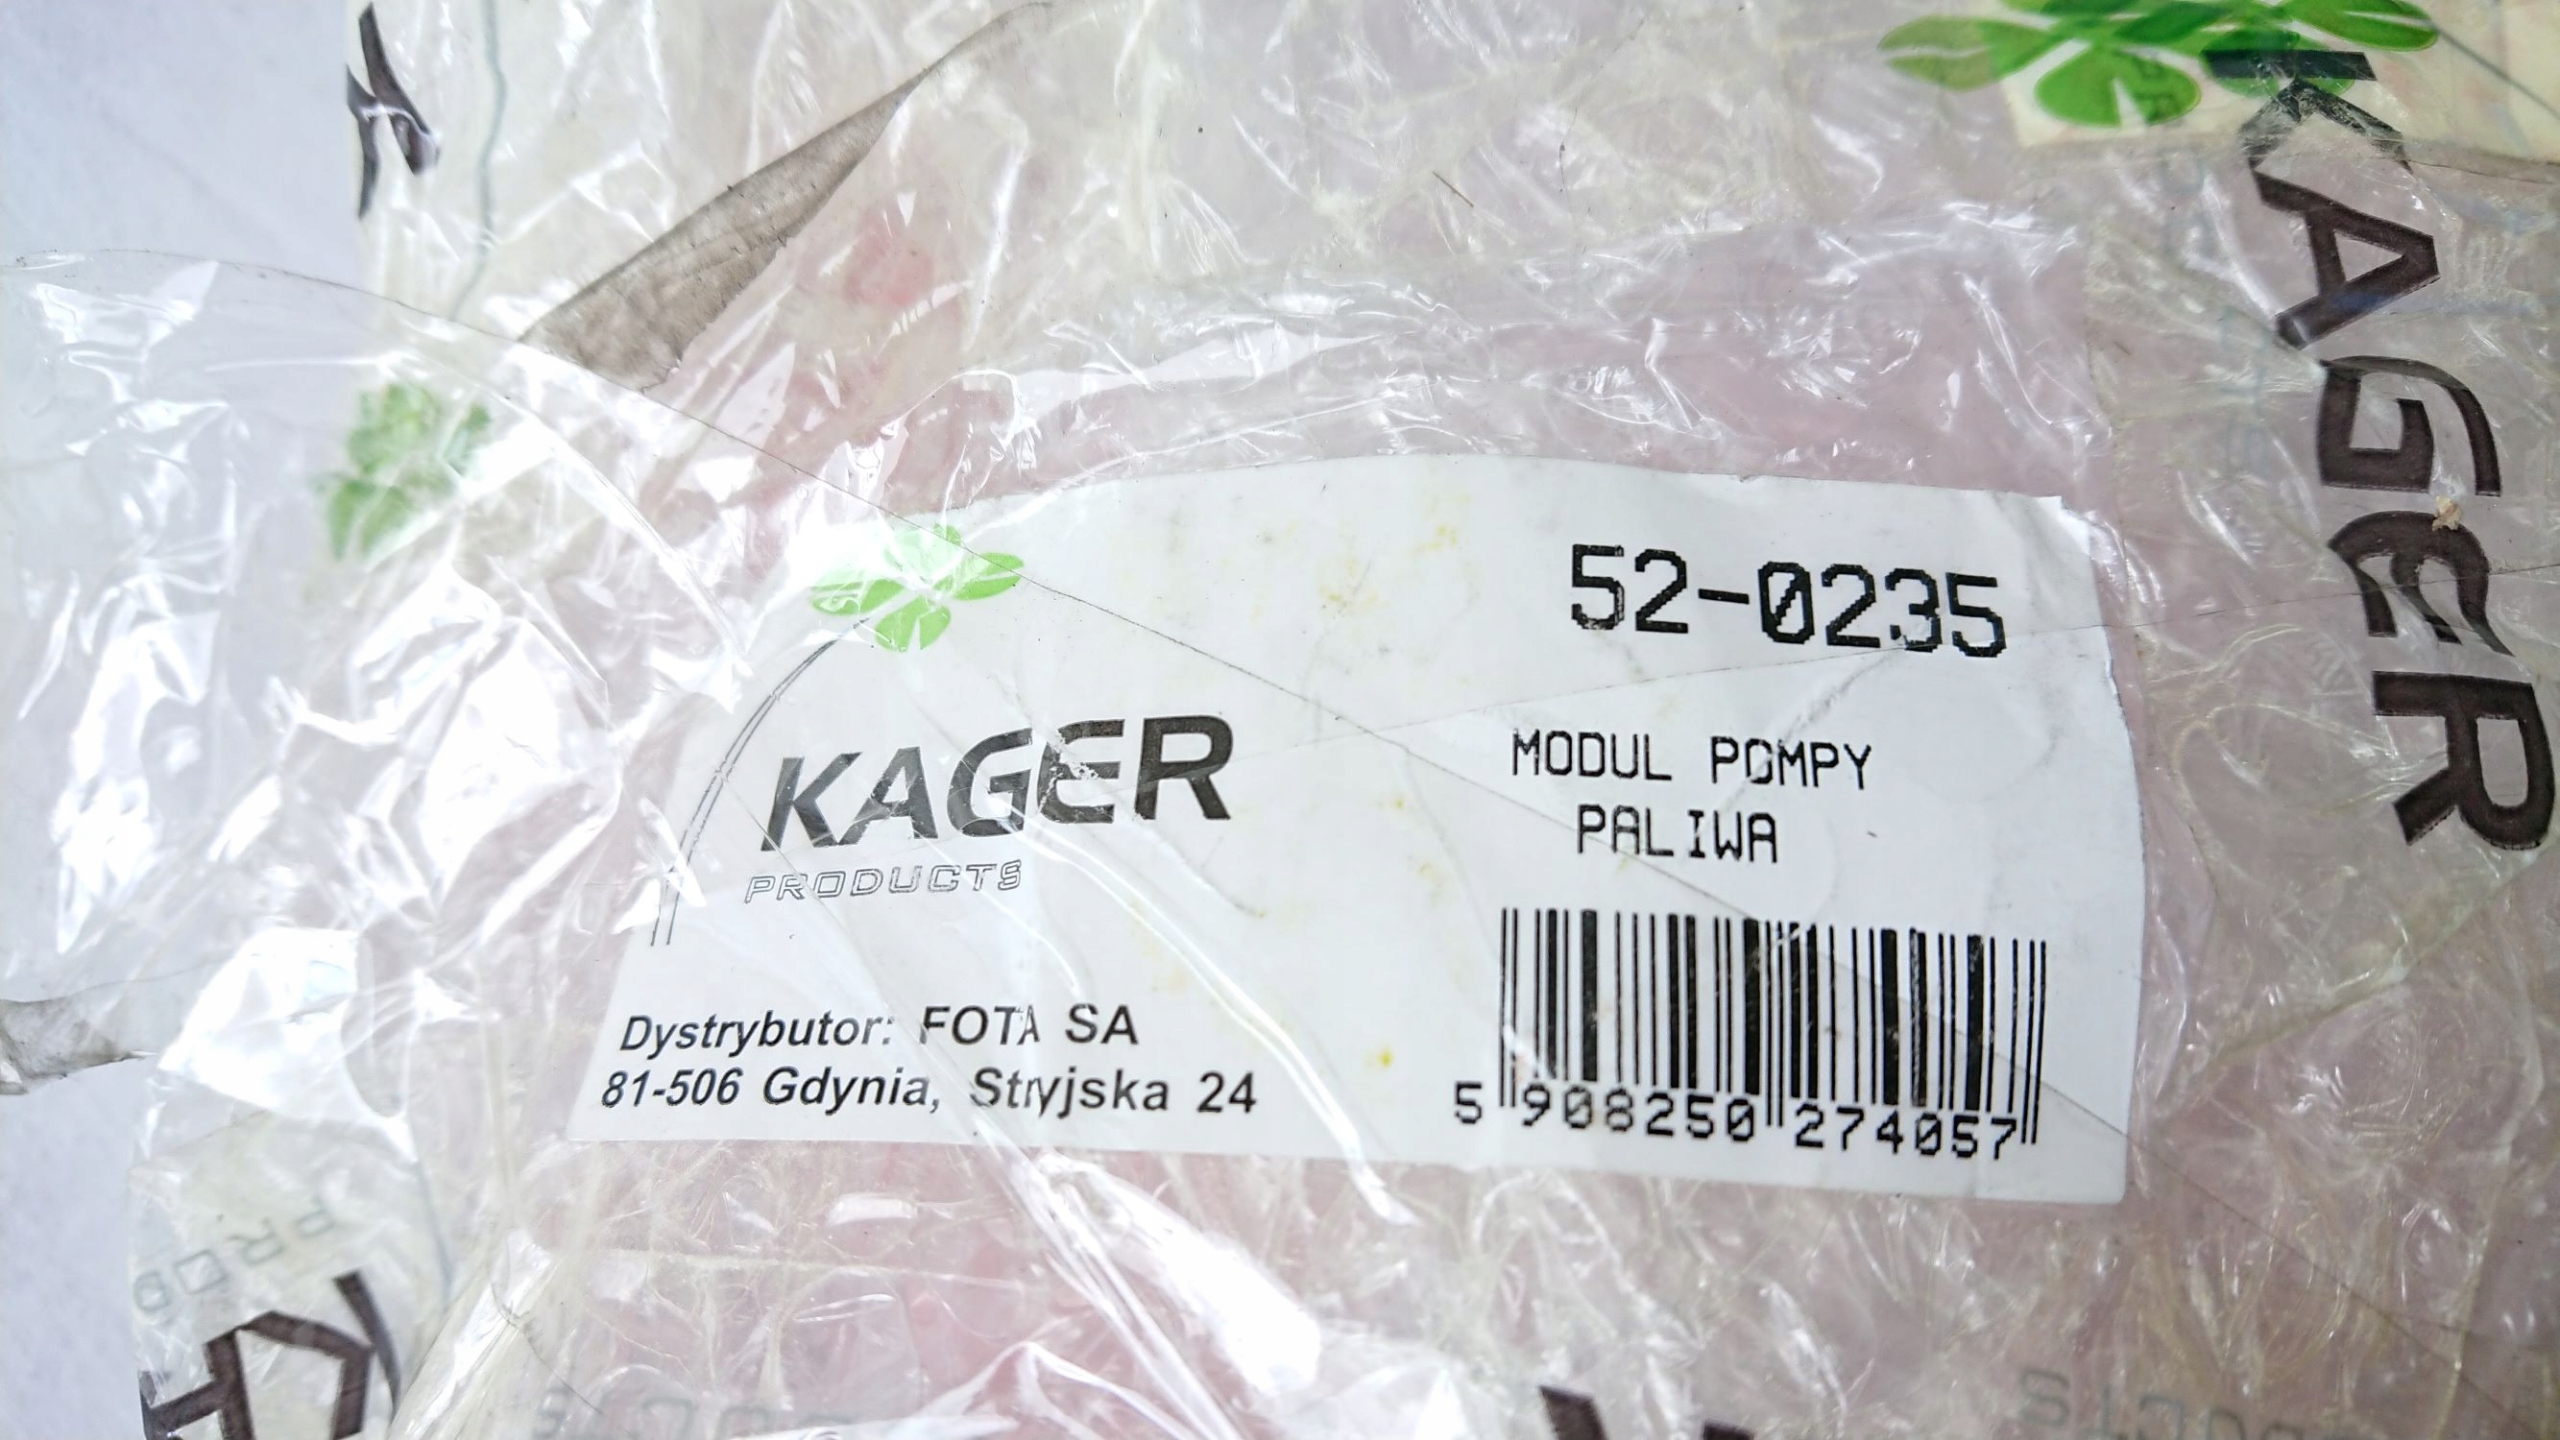 KAGER
52-0235
KAGER
PRODUCTS
MODUL POMPY
PALIWA
Dystrybutor: FOTA SA
81-506 Gdynia, Stryjska 24
5 908250 274057